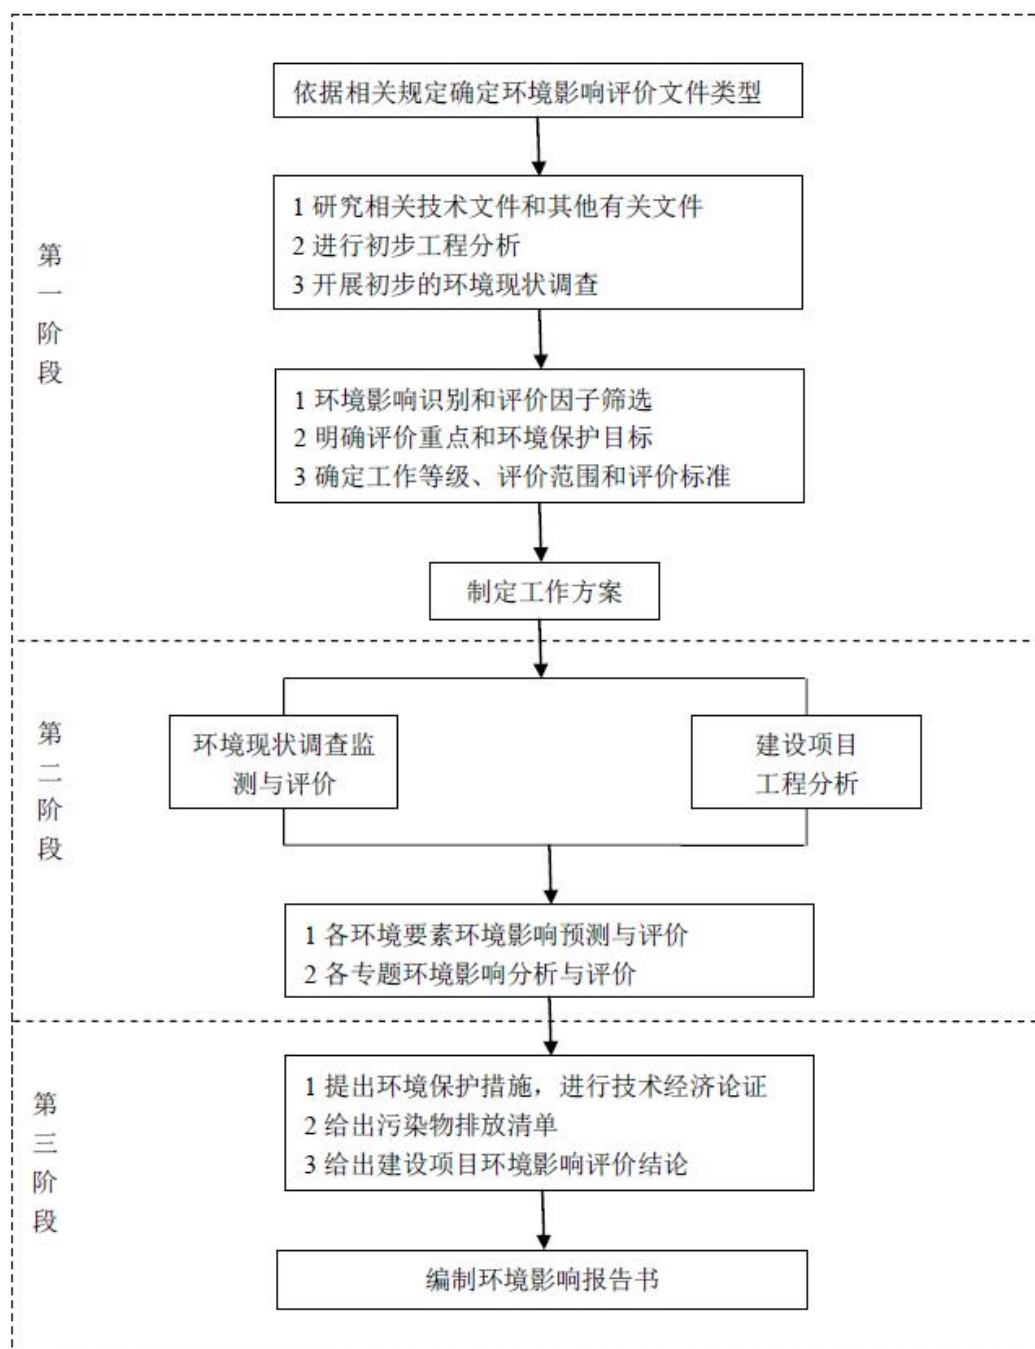 依据相关规定确定环境影响评价文件类型
第一阶段
1 研究相关技术文件和其他有关文件
2 进行初步工程分析
3 开展初步的环境现状调查
1 环境影响识别和评价因子筛选
2 明确评价重点和环境保护目标
3 确定工作等级、评价范围和评价标准
制定工作方案
第二阶段
环境现状调查监
测与评价
建设项目
工程分析
1 各环境要素环境影响预测与评价
2 各专题环境影响分析与评价
第三阶段
1 提出环境保护措施，进行技术经济论证
2 给出污染物排放清单
3 给出建设项目环境影响评价结论
编制环境影响报告书